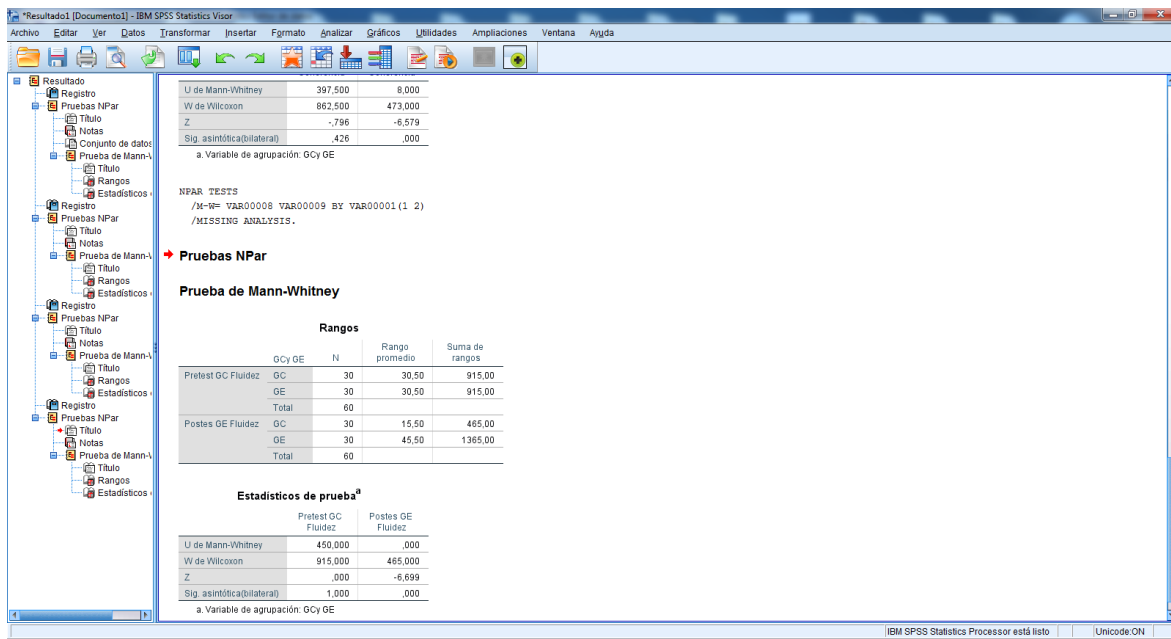 *Resultado1 [Documento1] - IBM SPSS Statistics Visor
Archivo Editar Ver Datos Transformar Insertar Formato Analizar Gráficos Utilidades Ampliaciones Ventana Ayuda
Resultado
Registro
Pruebas NPar
Título
Notas
Conjunto de datos
Prueba de Mann-W
Título
Rangos
Estadísticos
Registro
Pruebas NPar
Título
Notas
Prueba de Mann-W
Título
Rangos
Estadísticos
Registro
Pruebas NPar
Título
Notas
Prueba de Mann-W
Título
Rangos
Estadísticos
Registro
Pruebas NPar
Título
Notas
Prueba de Mann-W
Título
Rangos
Estadísticos
U de Mann-Whitney 397,500 8,000
W de Wilcoxon 862,500 473,000
Z -,796 -6,579
Sig. asintótica(bilateral) ,426 ,000
a. Variable de agrupación: GCy GE
NPAR TESTS
/M-W= VAR00008 VAR00009 BY VAR00001(1 2)
/MISSING ANALYSIS.
Pruebas NPar
Prueba de Mann-Whitney
Rangos
GCy GE N Rango promedio Suma de rangos
Pretest GC Fluidez GC 30 30,50 915,00
GE 30 30,50 915,00
Total 60
Postes GE Fluidez GC 30 15,50 465,00
GE 30 45,50 1365,00
Total 60
Estadísticos de prueba a
Pretest GC Fluidez Postes GE Fluidez
U de Mann-Whitney 450,000 ,000
W de Wilcoxon 915,000 465,000
Z ,000 -6,699
Sig. asintótica(bilateral) 1,000 ,000
a. Variable de agrupación: GCy GE
IBM SPSS Statistics Processor está listo Unicode:ON